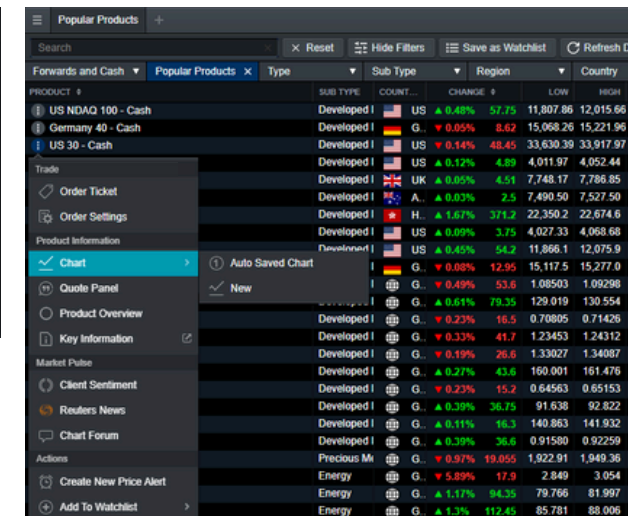 Popular Products +
Search × × Reset Hide Filters Save as Watchlist Refresh D
Forwards and Cash ▼ Popular Products × Type ▼ Sub Type ▼ Region ▼ Country
PRODUCT SUB TYPE COUNT... CHANGE LOW HIGH
US NDAQ 100 - Cash Developed I US ▲ 0.48% 57.75 11,807.86 12,015.66
Germany 40 - Cash Developed I G.. ▼ 0.05% 8.62 15,068.26 15,221.96
US 30 - Cash Developed I US ▼ 0.14% 48.45 33,630.39 33,917.97
Trade Developed I US ▲ 0.12% 4.89 4,011.97 4,052.44
Order Ticket Developed I UK ▲ 0.05% 4.51 7,748.17 7,786.85
Developed I A.. ▲ 0.03% 2.5 7,490.50 7,527.50
Order Settings Developed I H.. ▲ 1.67% 371.2 22,350.2 22,674.6
Product Information Developed I US ▼ 0.09% 3.75 4,027.33 4,068.68
Developed I US ▲ 0.45% 54.2 11,866.1 12,075.9
Chart > 1 Auto Saved Chart I G.. ▼ 0.08% 12.95 15,117.5 15,277.0
Quote Panel New I G.. ▼ 0.49% 53.6 1.08503 1.09298
G.. ▲ 0.61% 79.35 129.019 130.554
Product Overview Developed I G.. ▼ 0.23% 16.5 0.70805 0.71426
Key Information Developed I G.. ▼ 0.33% 41.7 1.23453 1.24312
Market Pulse Developed I G.. ▼ 0.19% 26.6 1.33027 1.34087
Client Sentiment Developed I G.. ▲ 0.27% 43.6 160.001 161.476
Developed I G.. ▼ 0.23% 15.2 0.64563 0.65153
Reuters News Developed I G.. ▲ 0.39% 36.75 91.638 92.822
Chart Forum Developed I G.. ▲ 0.11% 16.3 140.863 141.932
Developed I G.. ▲ 0.39% 36.6 0.91580 0.92259
Actions Precious Me G.. ▼ 0.97% 19.055 1,922.91 1,949.36
Create New Price Alert Energy G.. ▼ 5.89% 17.9 2.849 3.054
Energy G.. ▲ 1.17% 94.35 79.766 81.997
Add To Watchlist > Energy G.. ▲ 1.3% 112.45 85.781 88.006